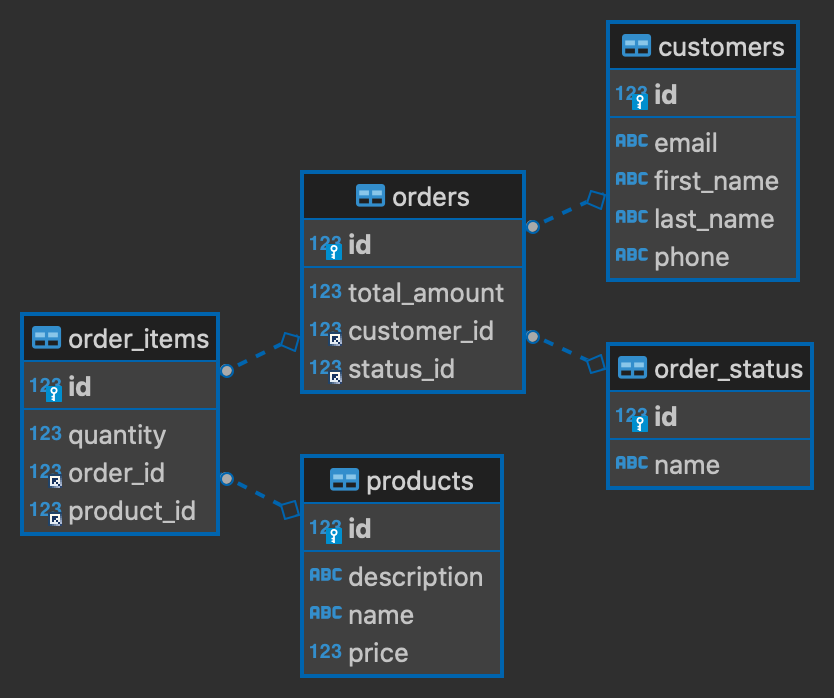 customers
123 id
ABC email
ABC first_name
ABC last_name
ABC phone
orders
123 id
123 total_amount
123 customer_id
123 status_id
order_items
123 id
123 quantity
123 order_id
123 product_id
order_status
123 id
ABC name
products
123 id
ABC description
ABC name
123 price